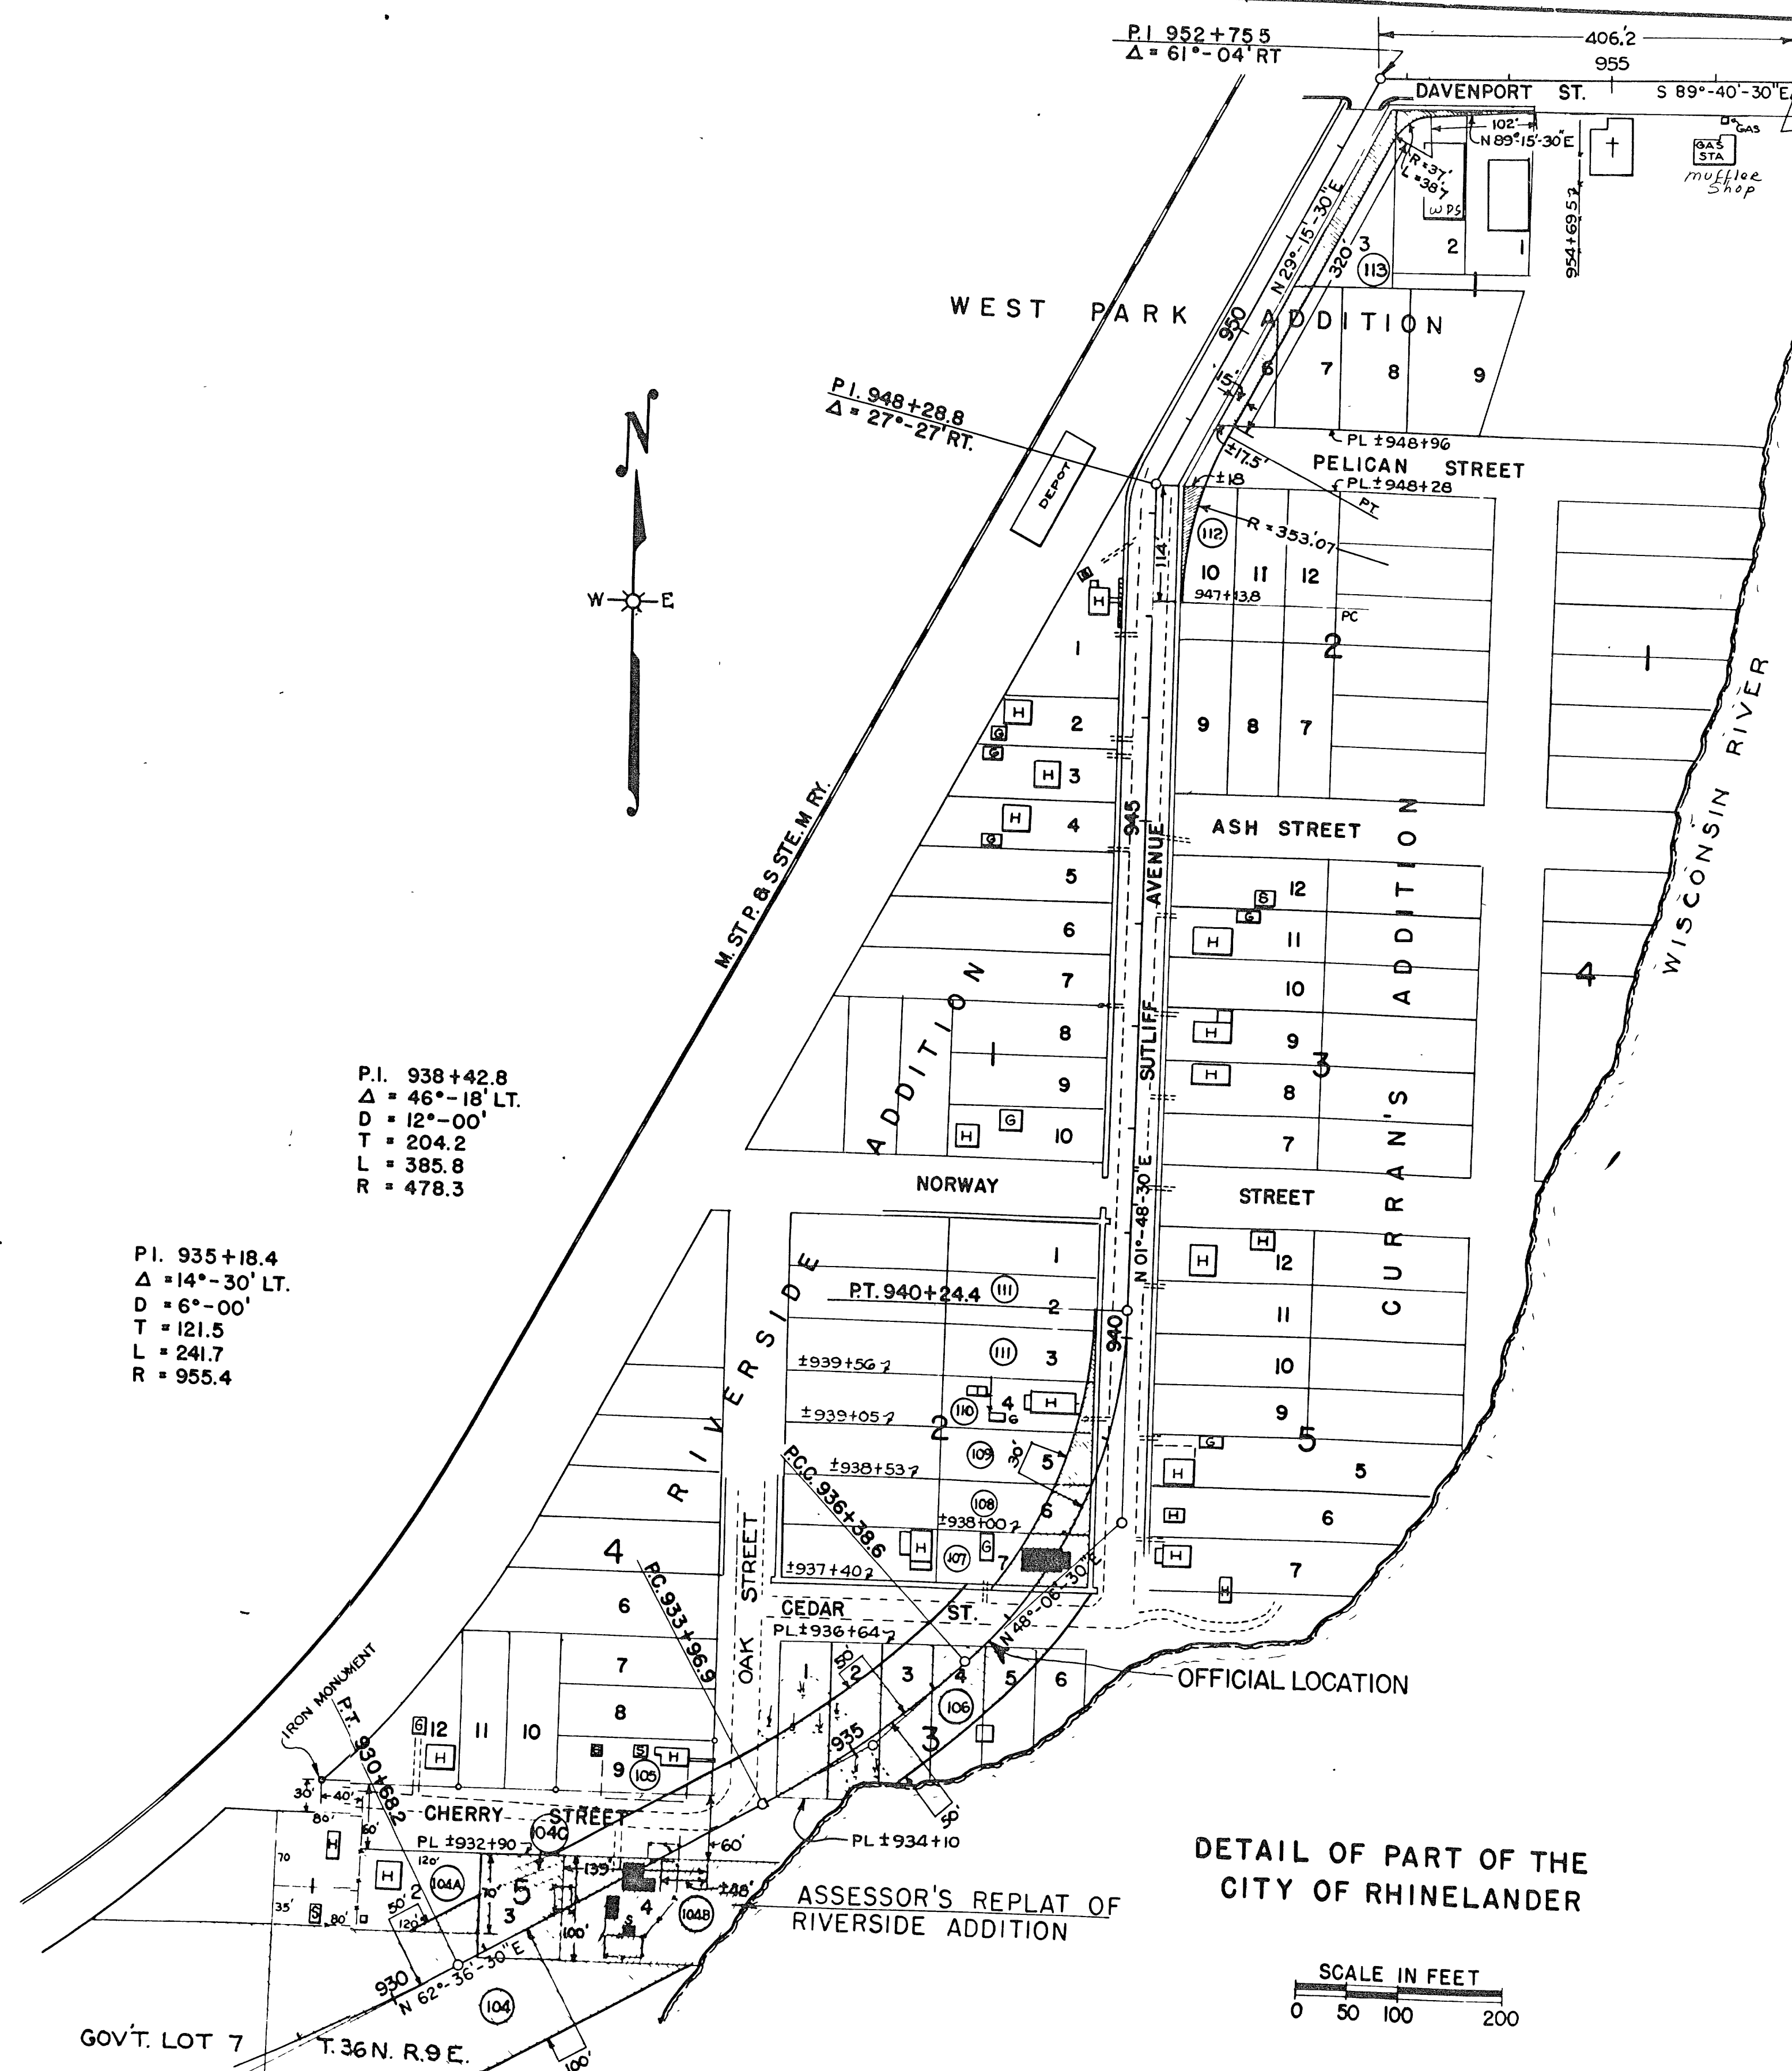 P.I 952+75.5
Δ = 61°-04' RT
406.'2
955
DAVENPORT ST. S 89°-40'-30"E
102'
N 89°-15'-30"E
GAS
GAS
STA
muffler
Shop
R=37'
L=38.'7
WPS
954+69.5
N 29°-15'-30"E
320'
3
2
1
113
WEST PARK ADDITION
950
6
7
8
9
15'
P.I. 948+28.8
Δ = 27°-27' RT.
PL ±948+96
±17.5'
PELICAN STREET
±18
PL ±948+28
PT
DEPOT
N
W
E
R = 353.'07
112
114'
10
11
12
947+13.8
PC
H
1
2
1
H
2
G
G
9
8
7
H
3
H
4
G
945
ASH STREET
WISCONSIN RIVER
M. ST P. & S STE. M RY.
SUTLIFF AVENUE
CURRAN'S ADDITION
5
6
7
8
9
10
S
G
H
12
11
10
9
8
7
H
H
3
4
1
H
G
P.I. 938+42.8
Δ = 46°-18' LT.
D = 12°-00'
T = 204.2
L = 385.8
R = 478.3
NORWAY STREET
N 01°-48'-30"E
P.I. 935+18.4
Δ = 14°-30' LT.
D = 6°-00'
T = 121.5
L = 241.7
R = 955.4
RIVERSIDE ADDITION
1
P.T. 940+24.4
111
2
940
111
3
±939+56
110
4
H
G
±939+05
2
109
5
30'
±938+53
108
6
±938+00
H
107
G
7
±937+40
H
H
12
11
10
9
G
5
H
5
H
6
H
7
H
P.C.C. 936+38.6
4
P.C. 933+96.9
6
7
8
9
OAK STREET
CEDAR ST.
PL ±936+64
N 48°-06'-30"E
1
2
3
4
5
6
50'
106
3
935
50'
OFFICIAL LOCATION
IRON MONUMENT
P.T. 930+68.2
G
12
11
10
H
S
H
105
30'
40'
CHERRY STREET
80'
60'
PL ±932+90
104C
60'
PL ±934+10
H
70
1
35'
S
80'
H
2
120'
104A
50'
120'
70'
5
3
139'
100'
4
S
±48'
104B
ASSESSOR'S REPLAT OF
RIVERSIDE ADDITION
930
N 62°-36'-30"E
104
100'
GOV'T. LOT 7
T. 36 N. R. 9 E.
DETAIL OF PART OF THE
CITY OF RHINELANDER
SCALE IN FEET
0 50 100 200